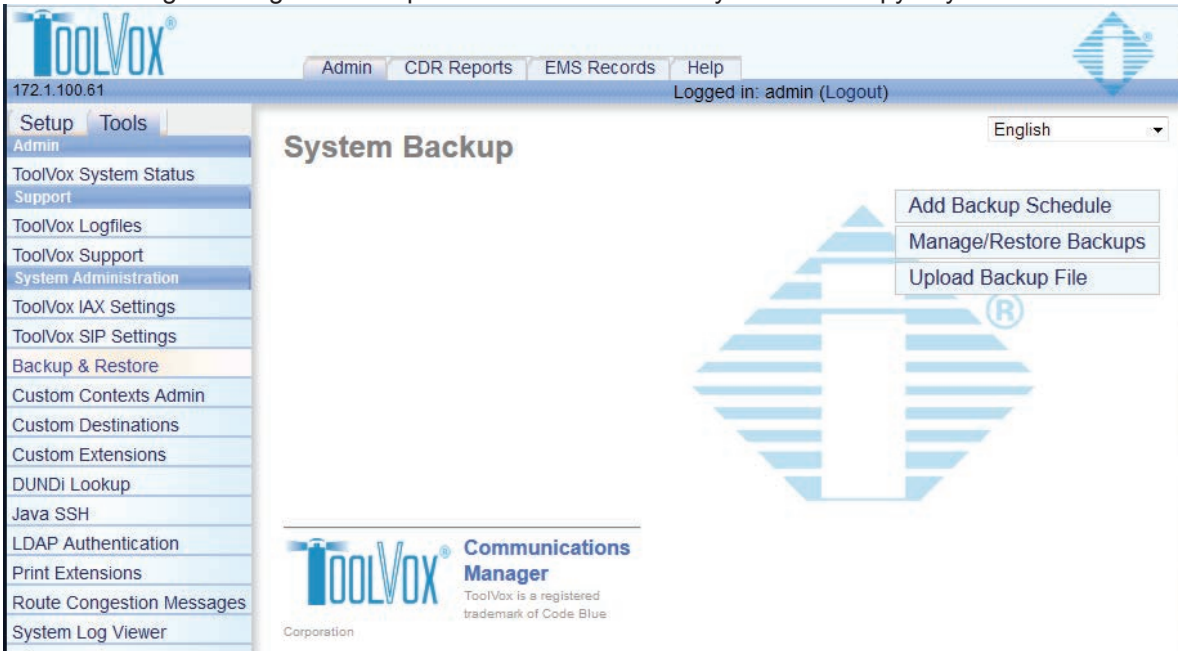 TOOLVOX®
Admin CDR Reports EMS Records Help
172.1.100.61 Logged in: admin (Logout)
Setup Tools
English
Admin
System Backup
ToolVox System Status
Support
Add Backup Schedule
ToolVox Logfiles
Manage/Restore Backups
ToolVox Support
System Administration
Upload Backup File
ToolVox IAX Settings
®
ToolVox SIP Settings
Backup & Restore
Custom Contexts Admin
Custom Destinations
Custom Extensions
DUNDi Lookup
Java SSH
LDAP Authentication
Print Extensions
Route Congestion Messages
System Log Viewer
TOOLVOX®
Communications
Manager
ToolVox is a registered
trademark of Code Blue
Corporation